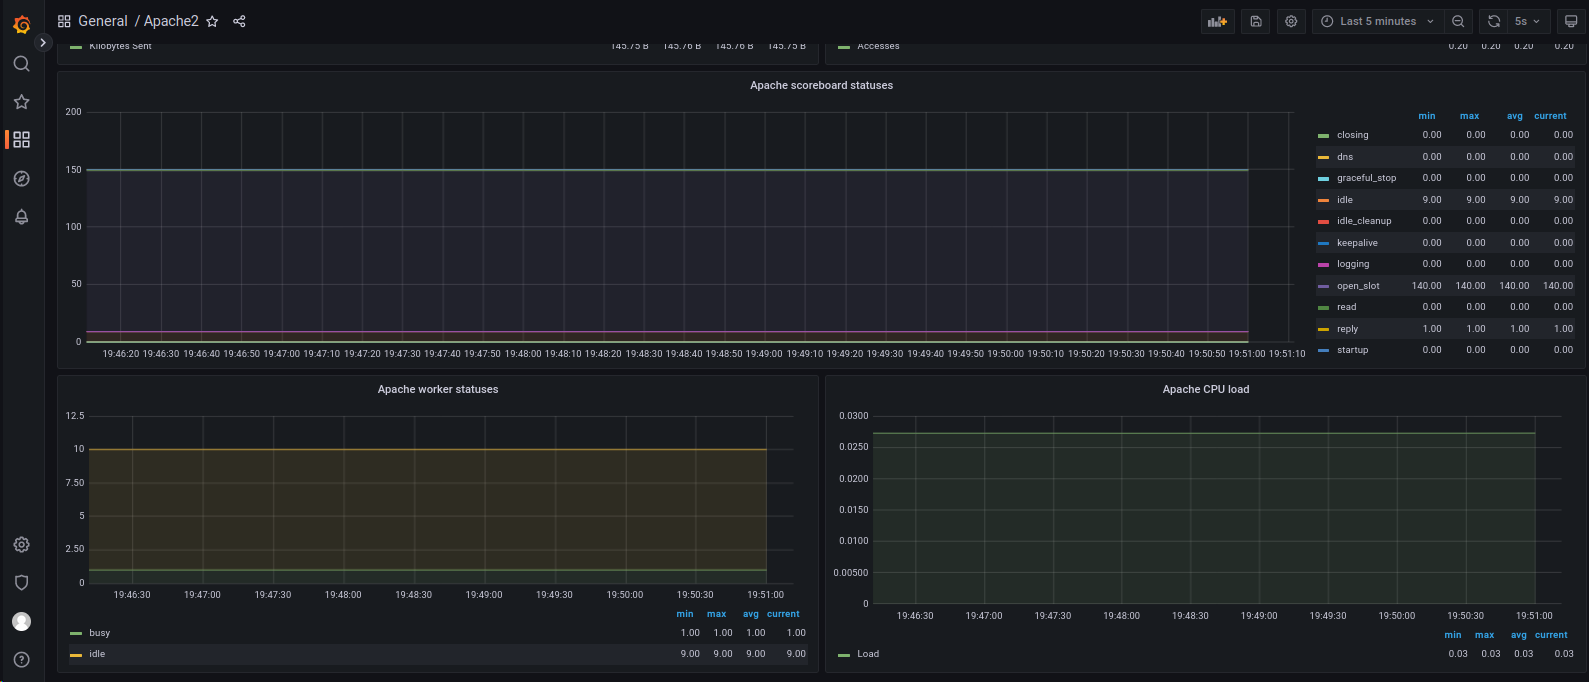 General / Apache2
Last 5 minutes
5s
Kilobytes Sent 145.75 B 145.76 B 145.76 B 145.75 B
Accesses 0.20 0.20 0.20 0.20
Apache scoreboard statuses
200
150
100
50
0
19:46:20 19:46:30 19:46:40 19:46:50 19:47:00 19:47:10 19:47:20 19:47:30 19:47:40 19:47:50 19:48:00 19:48:10 19:48:20 19:48:30 19:48:40 19:48:50 19:49:00 19:49:10 19:49:20 19:49:30 19:49:40 19:49:50 19:50:00 19:50:10 19:50:20 19:50:30 19:50:40 19:50:50 19:51:00 19:51:10
min max avg current
closing 0.00 0.00 0.00 0.00
dns 0.00 0.00 0.00 0.00
graceful_stop 0.00 0.00 0.00 0.00
idle 9.00 9.00 9.00 9.00
idle_cleanup 0.00 0.00 0.00 0.00
keepalive 0.00 0.00 0.00 0.00
logging 0.00 0.00 0.00 0.00
open_slot 140.00 140.00 140.00 140.00
read 0.00 0.00 0.00 0.00
reply 1.00 1.00 1.00 1.00
startup 0.00 0.00 0.00 0.00
Apache worker statuses
12.5
10
7.50
5
2.50
0
19:46:30 19:47:00 19:47:30 19:48:00 19:48:30 19:49:00 19:49:30 19:50:00 19:50:30 19:51:00
min max avg current
busy 1.00 1.00 1.00 1.00
idle 9.00 9.00 9.00 9.00
Apache CPU load
0.0300
0.0250
0.0200
0.0150
0.0100
0.00500
0
19:46:30 19:47:00 19:47:30 19:48:00 19:48:30 19:49:00 19:49:30 19:50:00 19:50:30 19:51:00
min max avg current
Load 0.03 0.03 0.03 0.03